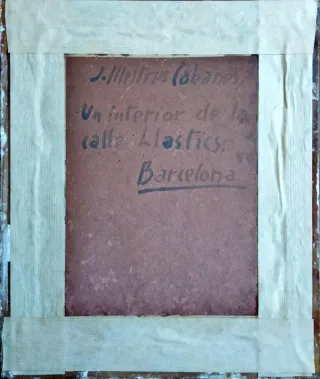 J. Mestres Cabanes.
Un interior de la
calle Llastics.
Barcelona